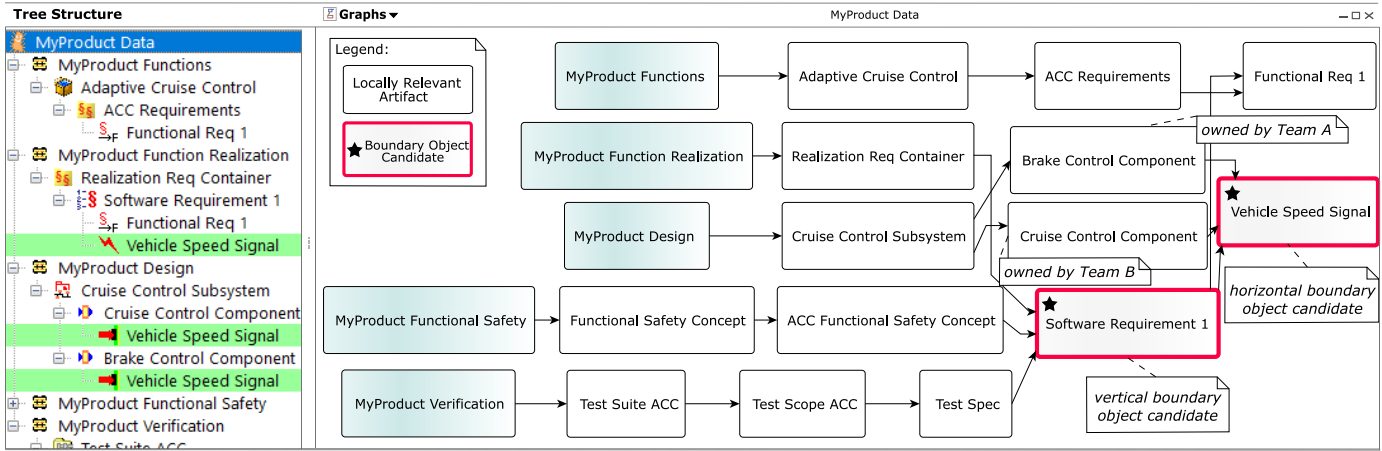 Tree Structure
MyProduct Data
MyProduct Functions
Adaptive Cruise Control
ACC Requirements
Functional Req 1
MyProduct Function Realization
Realization Req Container
Software Requirement 1
Functional Req 1
Vehicle Speed Signal
MyProduct Design
Cruise Control Subsystem
Cruise Control Component
Vehicle Speed Signal
Brake Control Component
Vehicle Speed Signal
MyProduct Functional Safety
MyProduct Verification
Test Suite ACC
Graphs
MyProduct Data
Legend:
Locally Relevant
Artifact
Boundary Object
Candidate
MyProduct Functions
Adaptive Cruise Control
ACC Requirements
Functional Req 1
owned by Team A
MyProduct Function Realization
Realization Req Container
Brake Control Component
Vehicle Speed Signal
MyProduct Design
Cruise Control Subsystem
Cruise Control Component
owned by Team B
horizontal boundary
object candidate
MyProduct Functional Safety
Functional Safety Concept
ACC Functional Safety Concept
Software Requirement 1
MyProduct Verification
Test Suite ACC
Test Scope ACC
Test Spec
vertical boundary
object candidate